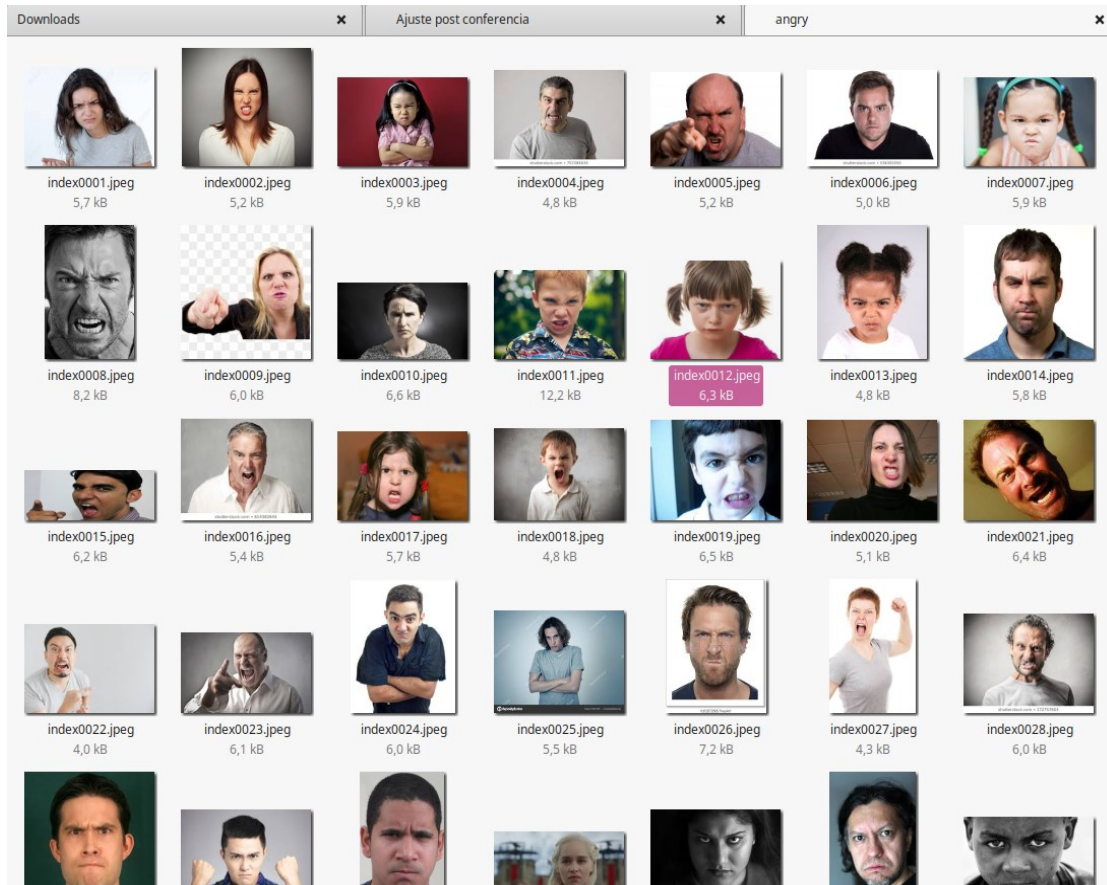 Downloads × Ajuste post conferencia × angry ×
index0001.jpeg index0002.jpeg index0003.jpeg index0004.jpeg index0005.jpeg index0006.jpeg index0007.jpeg
5,7 kB 5,2 kB 5,9 kB 4,8 kB 5,2 kB 5,0 kB 5,9 kB
index0008.jpeg index0009.jpeg index0010.jpeg index0011.jpeg index0012.jpeg index0013.jpeg index0014.jpeg
8,2 kB 6,0 kB 6,6 kB 12,2 kB 6,3 kB 4,8 kB 5,8 kB
index0015.jpeg index0016.jpeg index0017.jpeg index0018.jpeg index0019.jpeg index0020.jpeg index0021.jpeg
6,2 kB 5,4 kB 5,7 kB 4,8 kB 6,5 kB 5,1 kB 6,4 kB
index0022.jpeg index0023.jpeg index0024.jpeg index0025.jpeg index0026.jpeg index0027.jpeg index0028.jpeg
4,0 kB 6,1 kB 6,0 kB 5,5 kB 7,2 kB 4,3 kB 6,0 kB